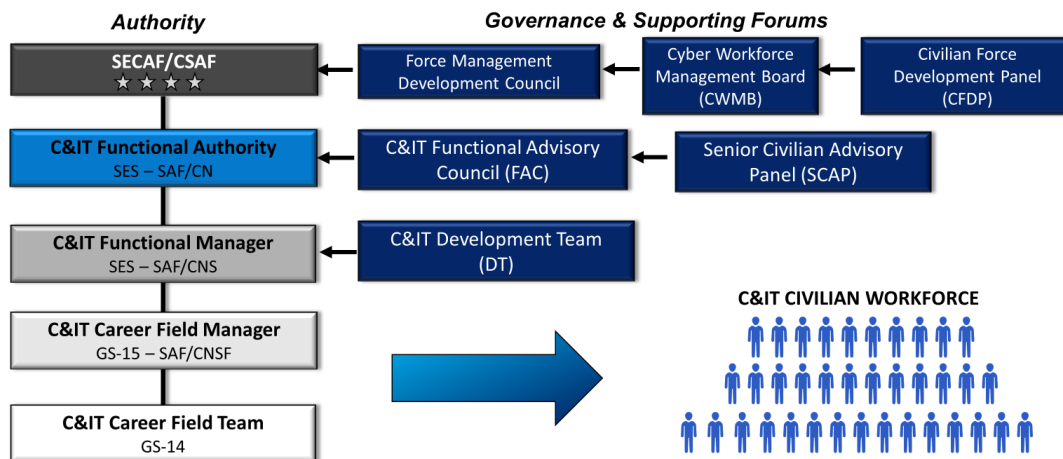 Authority
Governance & Supporting Forums
SECAF/CSAF
Force Management
Development Council
Cyber Workforce
Management Board
(CWMB)
Civilian Force
Development Panel
(CFDP)
C&IT Functional Authority
SES – SAF/CN
C&IT Functional Advisory
Council (FAC)
Senior Civilian Advisory
Panel (SCAP)
C&IT Functional Manager
SES – SAF/CNS
C&IT Development Team
(DT)
C&IT Career Field Manager
GS-15 – SAF/CNSF
C&IT CIVILIAN WORKFORCE
C&IT Career Field Team
GS-14